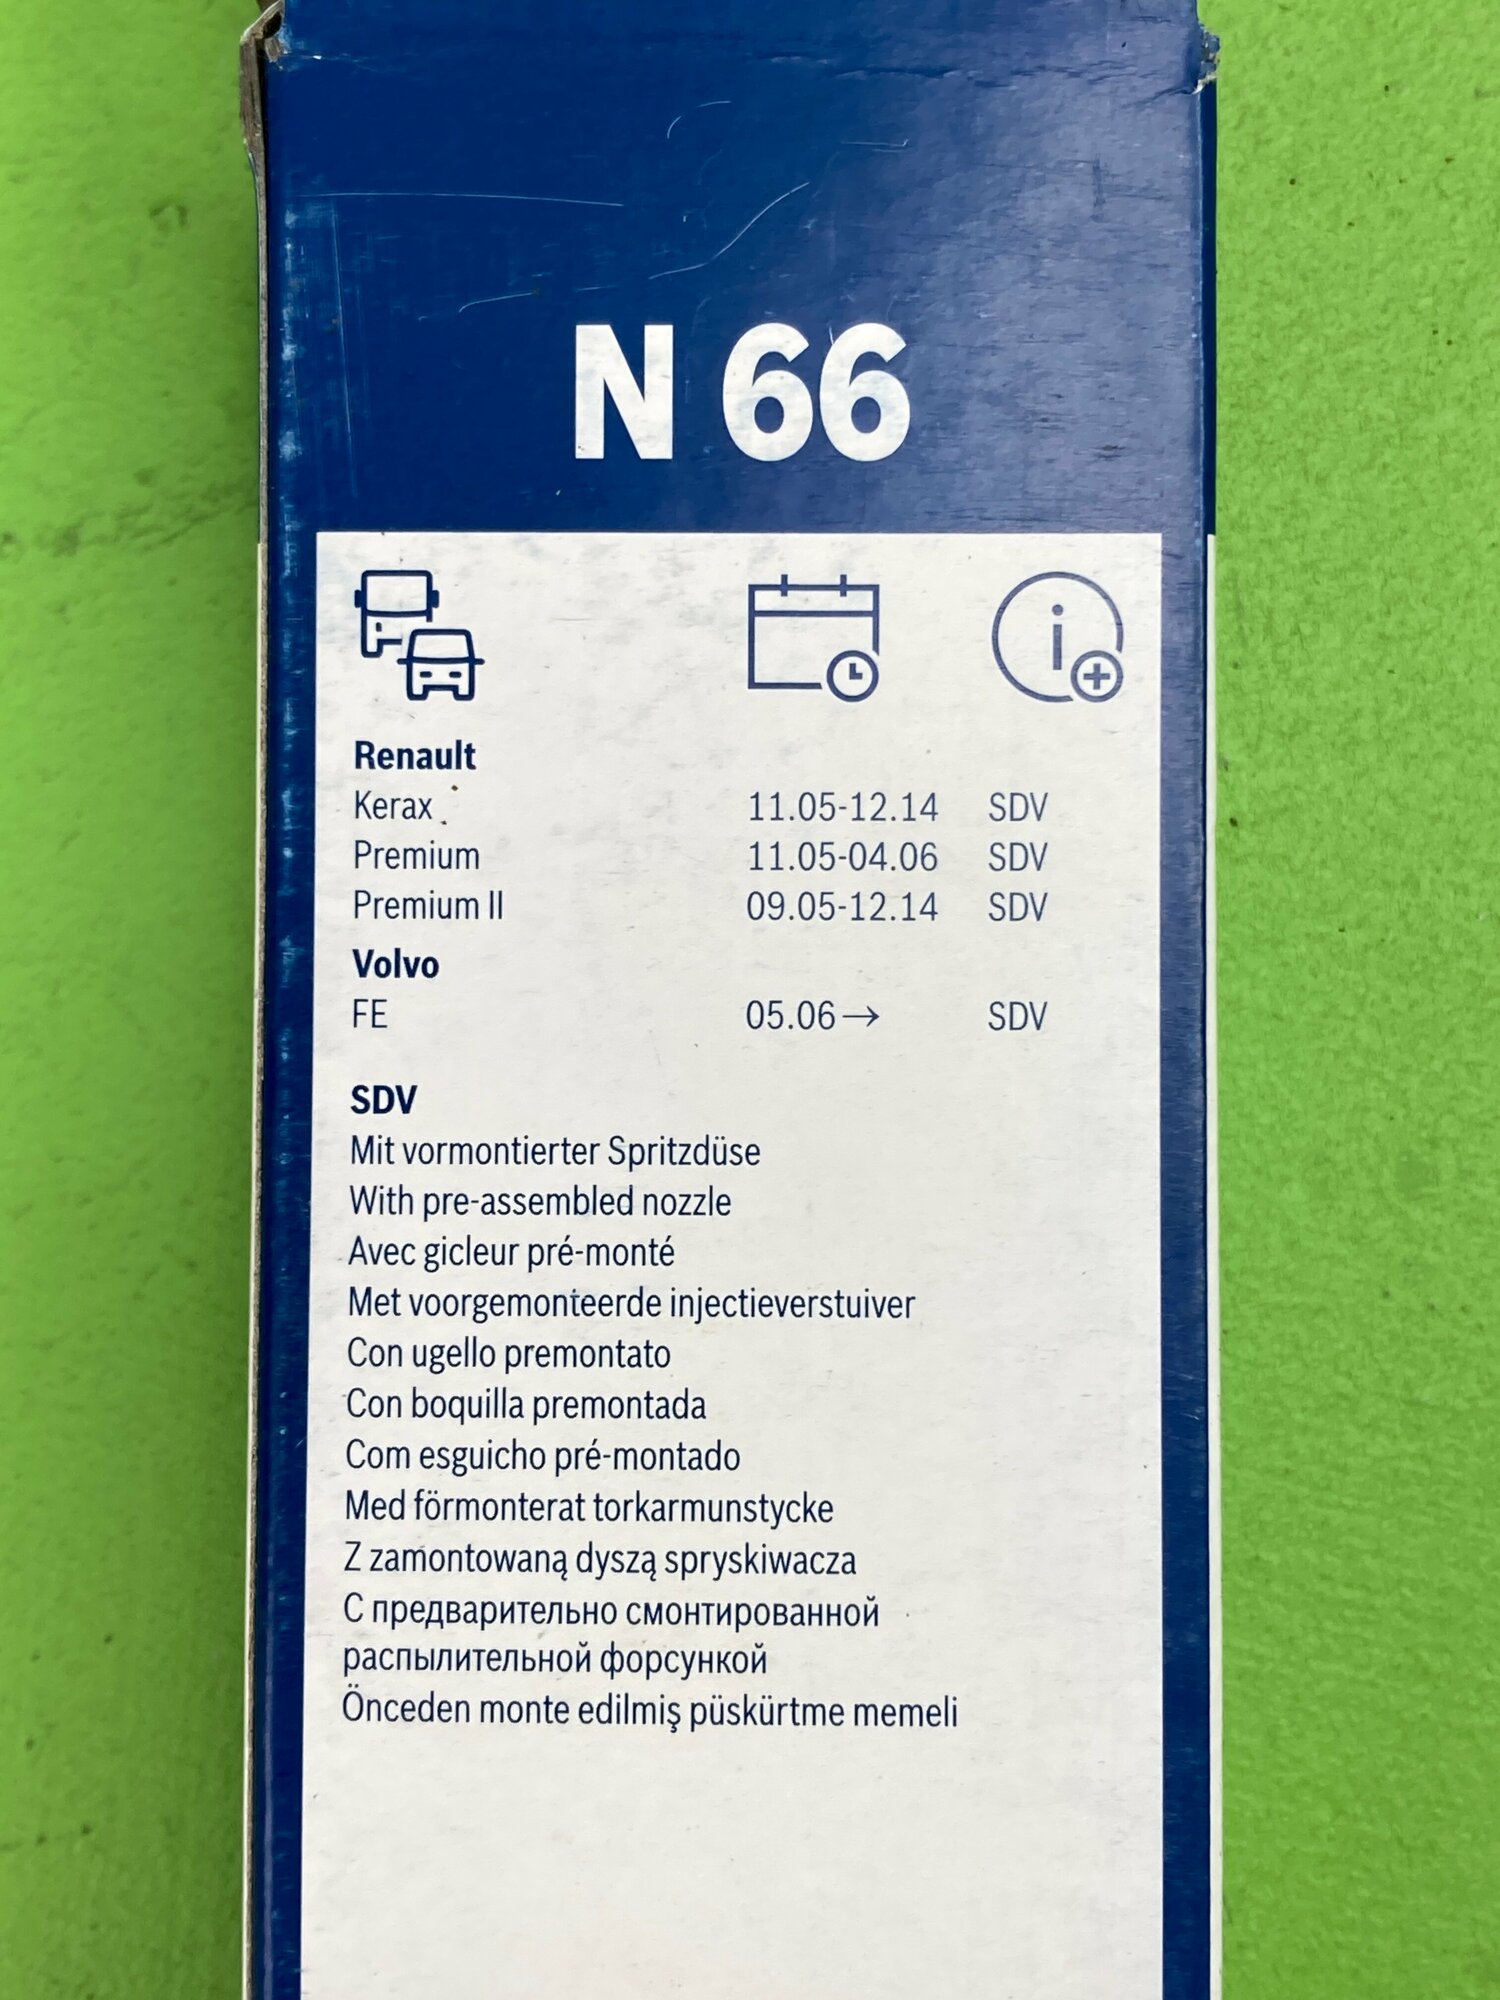 N 66
Renault
Kerax 11.05-12.14 SDV
Premium 11.05-04.06 SDV
Premium II 09.05-12.14 SDV
Volvo
FE 05.06→ SDV
SDV
Mit vormontierter Spritzdüse
With pre-assembled nozzle
Avec gicleur pré-monté
Met voorgemonteerde injectieverstuiver
Con ugello premontato
Con boquilla premontada
Com esguicho pré-montado
Med förmonterat torkarmunstycke
Z zamontowaną dyszą spryskiwacza
С предварительно смонтированной
распылительной форсункой
Önceden monte edilmiş püskürtme memeli